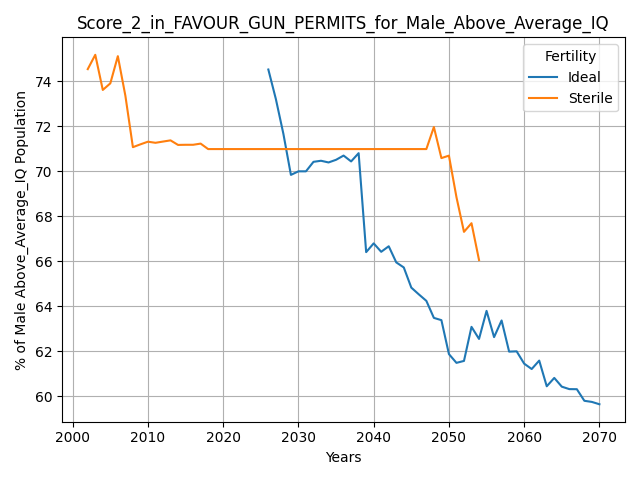 Score_2_in_FAVOUR_GUN_PERMITS_for_Male_Above_Average_IQ
% of Male Above_Average_IQ Population
74
72
70
68
66
64
62
60
Fertility
Ideal
Sterile
2000 2010 2020 2030 2040 2050 2060 2070
Years